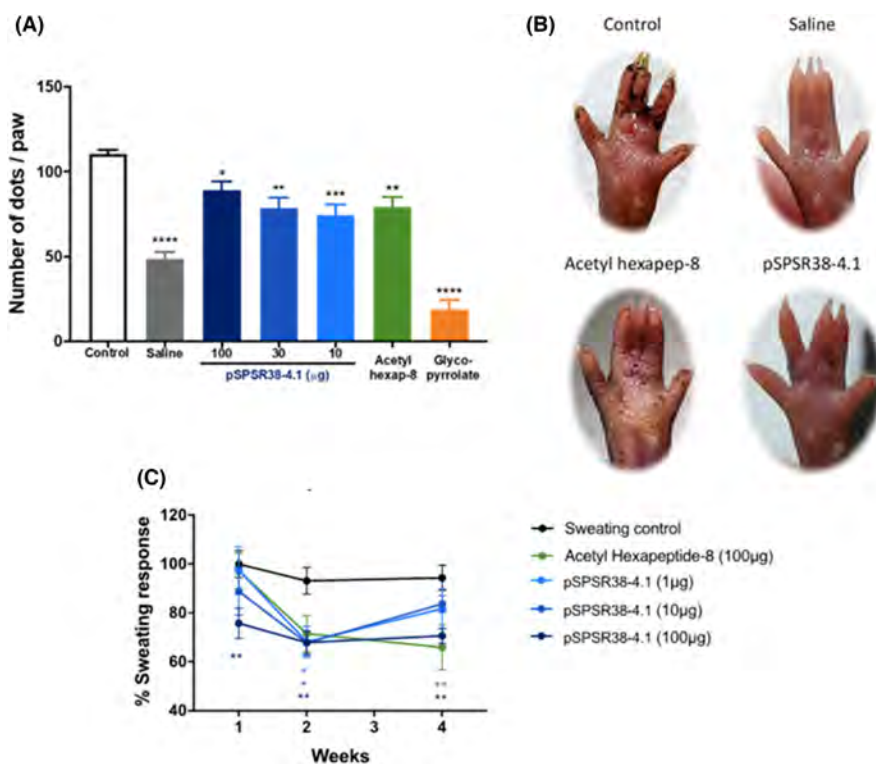 (A)
150
100
50
0
Number of dots / paw
****
*
**
***
**
****
Control
Saline
100
30
10
pSPSR38-4.1 (µg)
Acetyl
hexap-8
Glyco-
pyrrolate
(B)
Control
Saline
Acetyl hexapep-8
pSPSR38-4.1
(C)
120
100
80
60
40
% Sweating response
**
*
*
**
**
**
1
2
3
4
Weeks
Sweating control
Acetyl Hexapeptide-8 (100µg)
pSPSR38-4.1 (1µg)
pSPSR38-4.1 (10µg)
pSPSR38-4.1 (100µg)